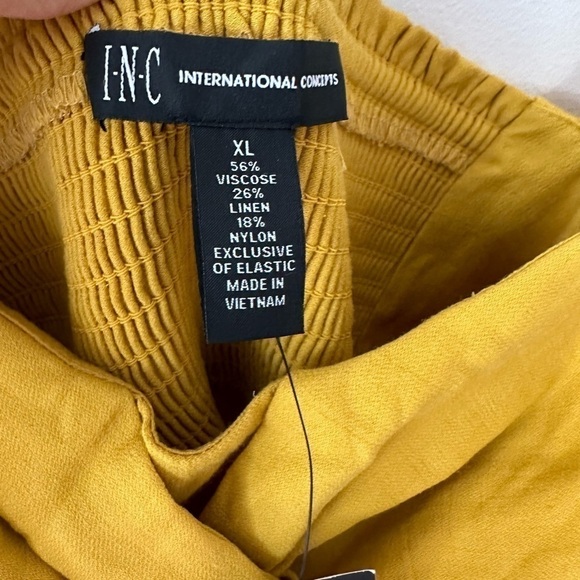 I·N·C INTERNATIONAL CONCEPTS
XL
56%
VISCOSE
26%
LINEN
18%
NYLON
EXCLUSIVE
OF ELASTIC
MADE IN
VIETNAM